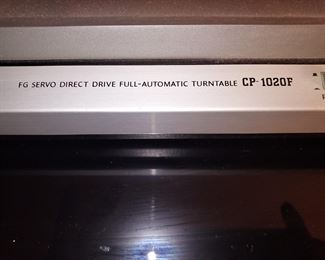 FG SERVO DIRECT DRIVE FULL-AUTOMATIC TURNTABLE CP-1020F